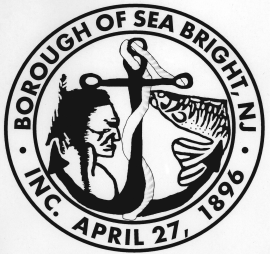 • BOROUGH OF SEA BRIGHT, NJ •
INC. APRIL 27, 1896